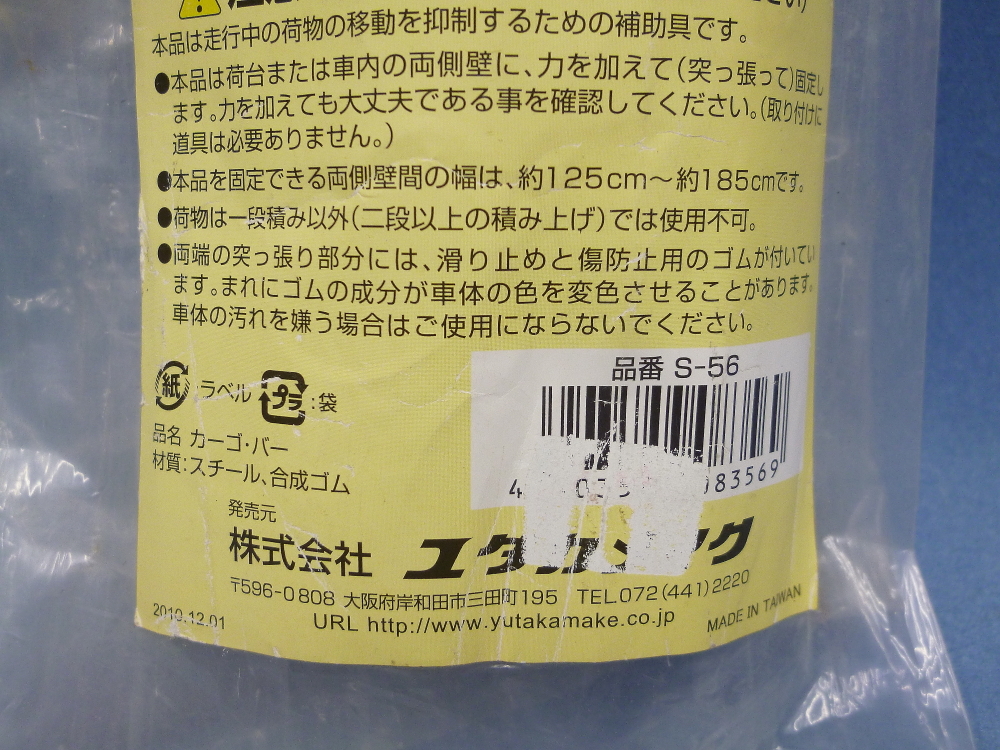 さい)
本品は走行中の荷物の移動を抑制するための補助具です。
●本品は荷台または車内の両側壁に、力を加えて(突っ張って)固定し
ます。力を加えても大丈夫である事を確認してください。(取り付けに
道具は必要ありません。)
●本品を固定できる両側壁間の幅は、約125cm～約185cmです。
●荷物は一段積み以外(二段以上の積み上げ)では使用不可。
●両端の突っ張り部分には、滑り止めと傷防止用のゴムが付いてい
ます。まれにゴムの成分が車体の色を変色させることがあります。
車体の汚れを嫌う場合はご使用にならないでください。
品番 S-56
紙 :ラベル プラ :袋
品名 カーゴ・バー
材質:スチール、合成ゴム
083569
発売元
株式会社
〒596-0808 大阪府岸和田市三田町195 TEL.072(441)2220
2010.12.01
URL http://www.yutakamake.co.jp
MADE IN TAIWAN